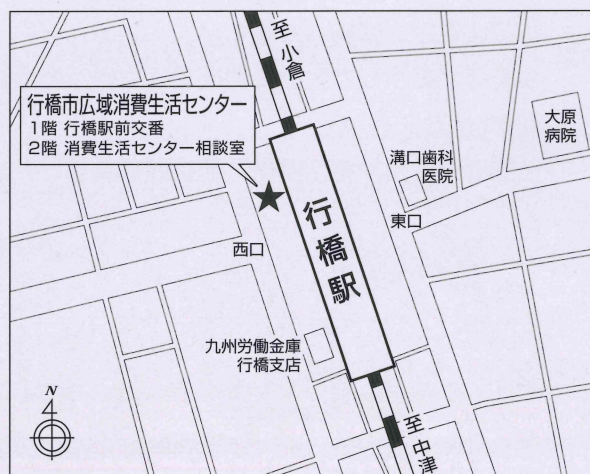 至小倉
行橋市広域消費生活センター
1階 行橋駅前交番
2階 消費生活センター相談室
大原
病院
溝口歯科
医院
東口
行橋駅
西口
九州労働金庫
行橋支店
至中津
N